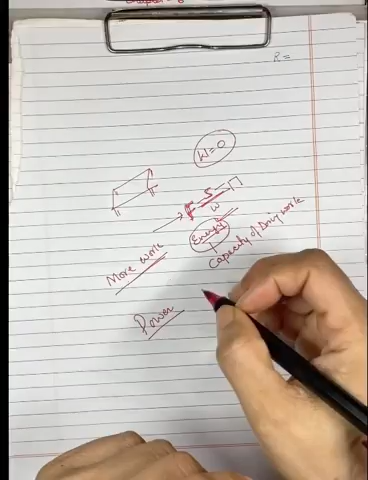 R =
W=0
F S
W
Energy
Capacity of Doing work
More work
Power